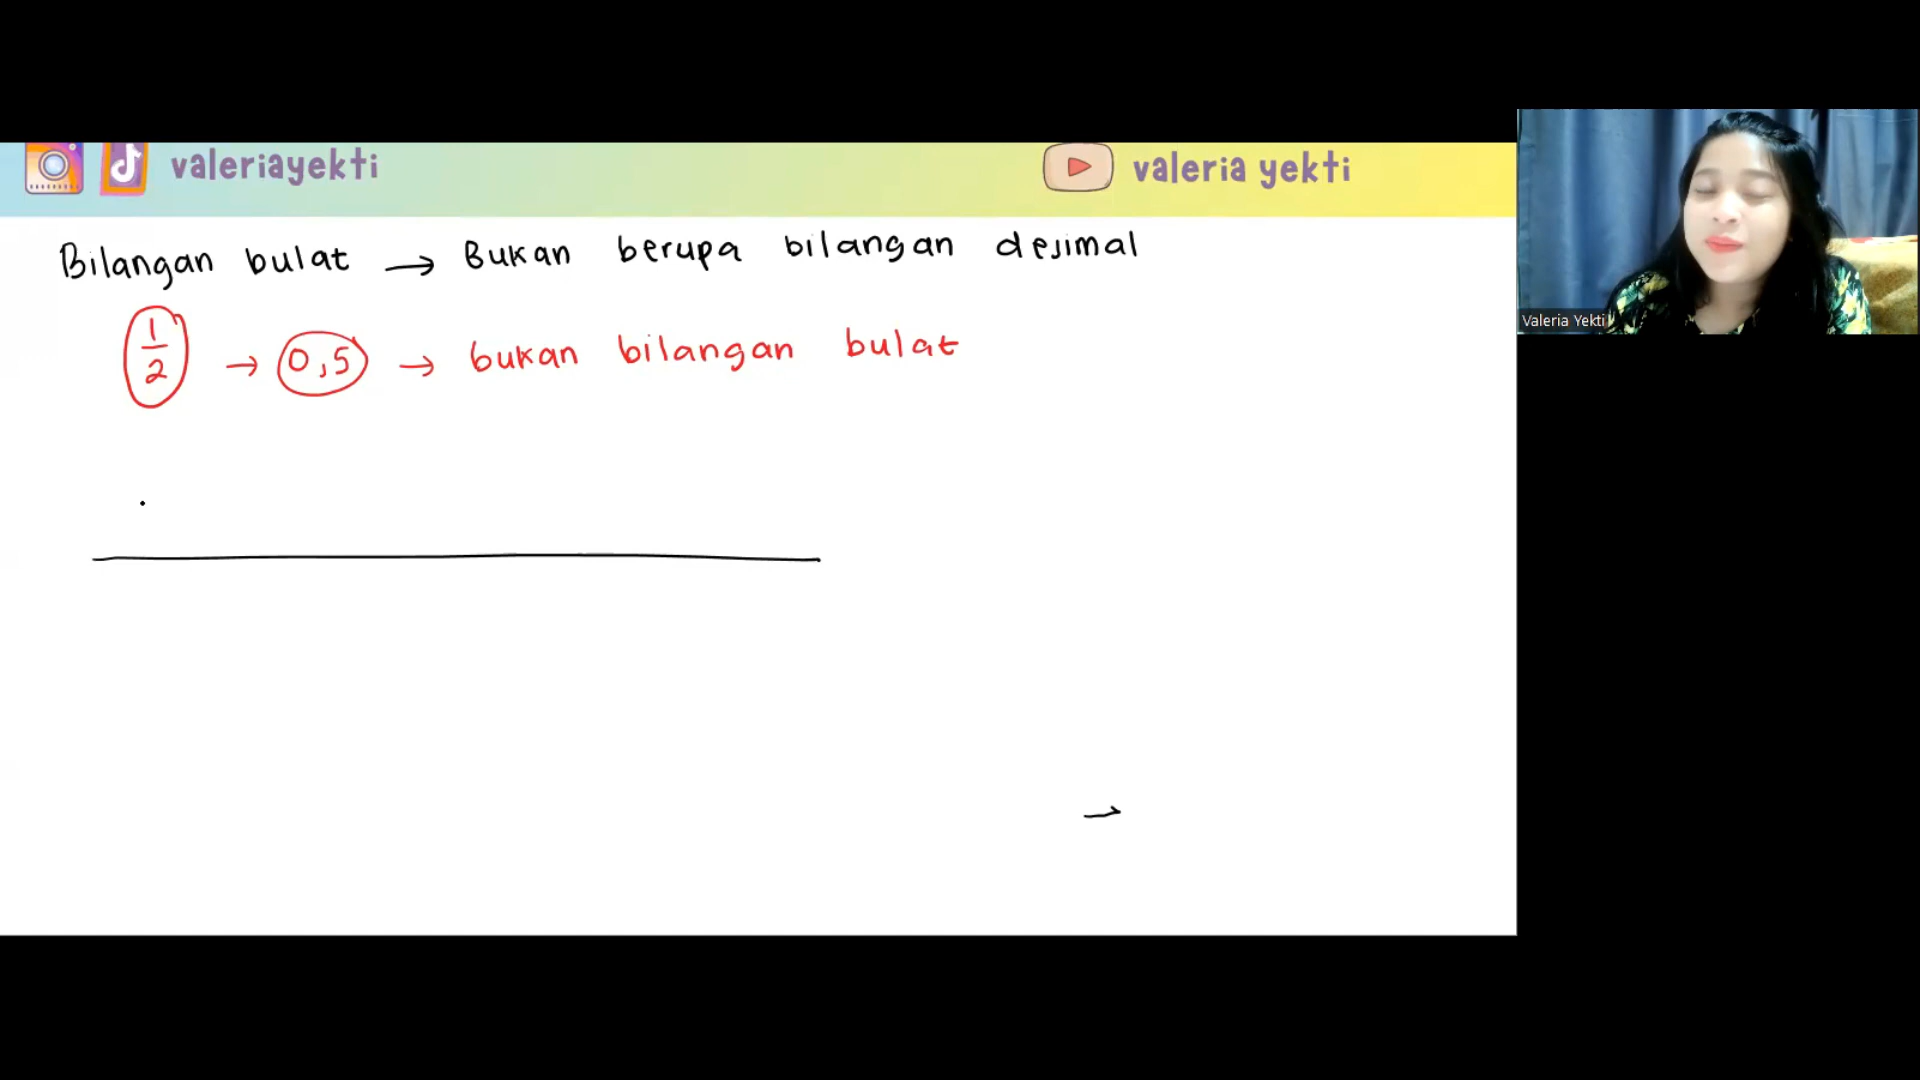 valeriayekti
valeria yekti
Bilangan bulat → Bukan berupa bilangan desimal
1/2 → 0,5 → bukan bilangan bulat
Valeria Yekti